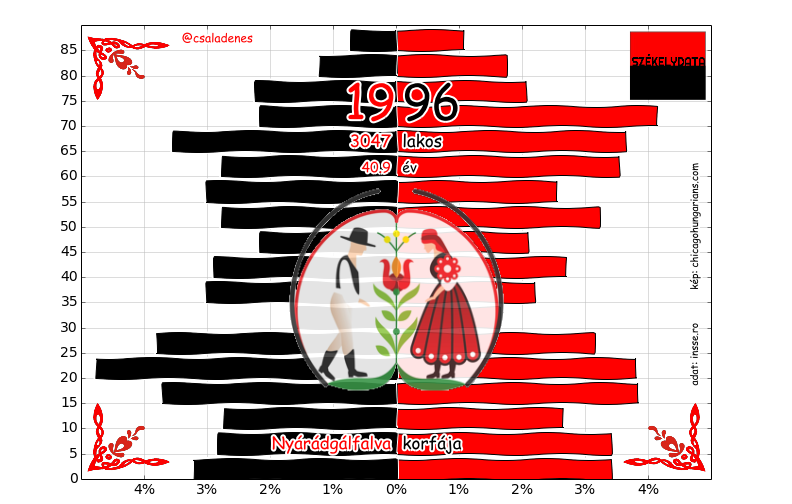 @csaladenes
SZÉKELYDATA
1996
3047 lakos
40.9 év
kép: chicagohungarians.com
adat: insse.ro
Nyárádgálfalva korfája
85
80
75
70
65
60
55
50
45
40
35
30
25
20
15
10
5
0
4% 3% 2% 1% 0% 1% 2% 3% 4%